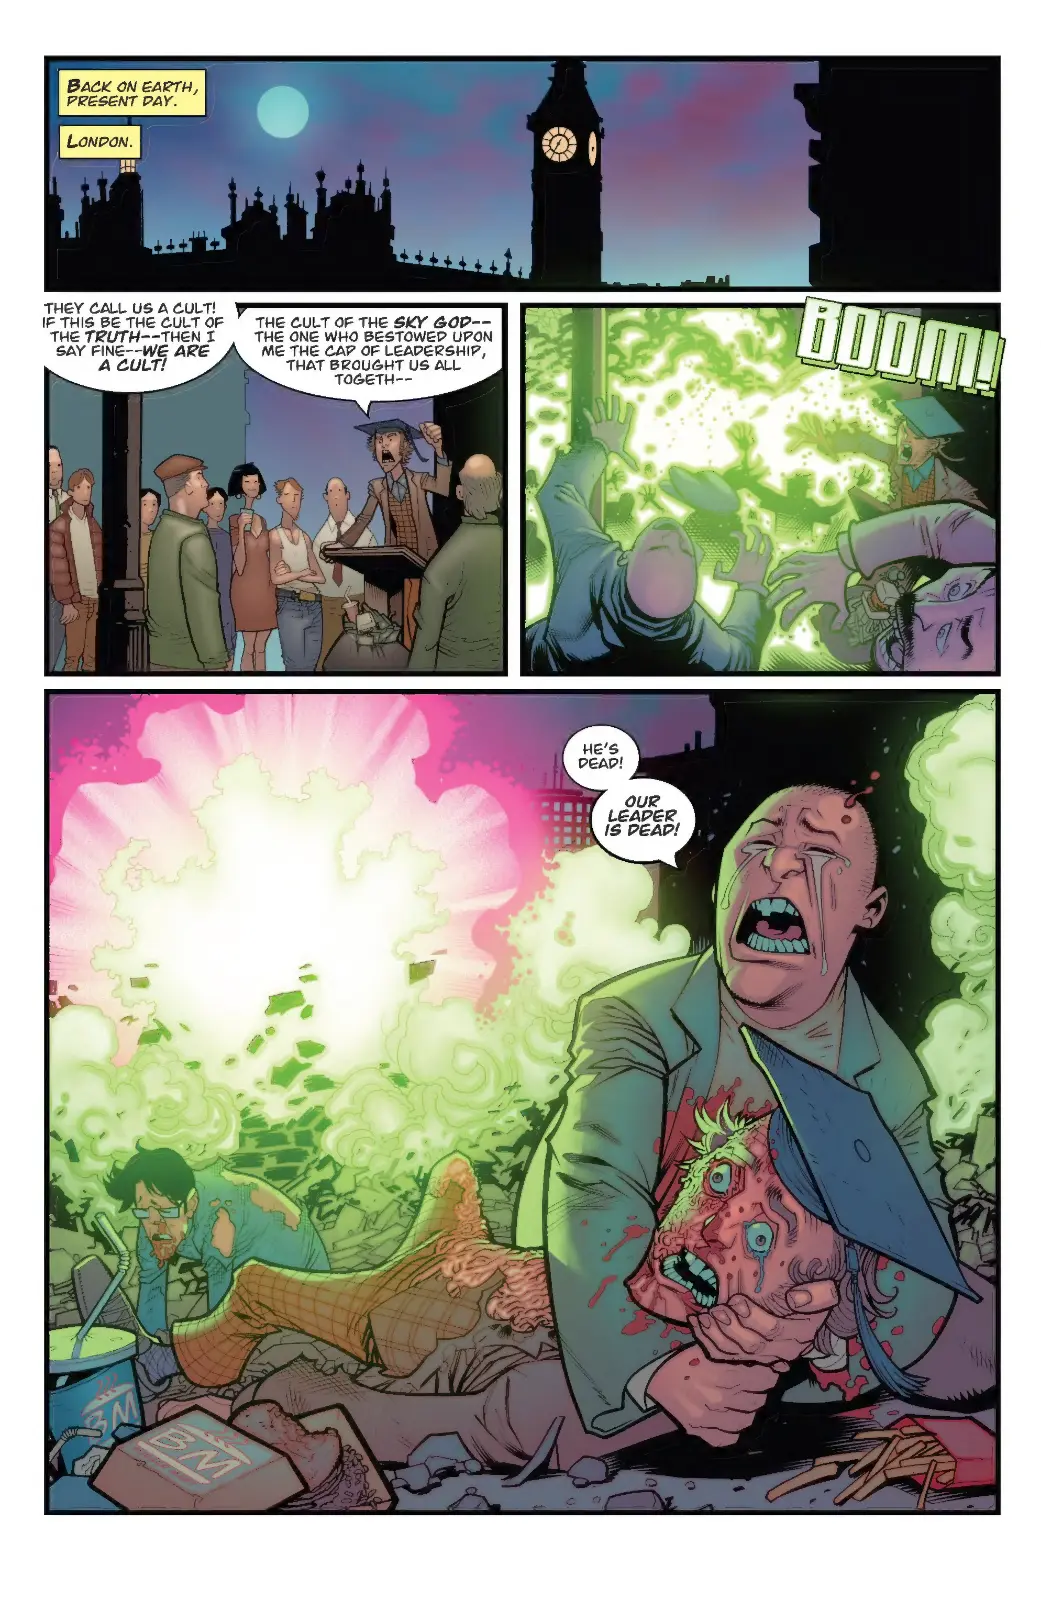 BACK ON EARTH,
PRESENT DAY.
LONDON.
THEY CALL US A CULT!
IF THIS BE THE CULT OF
THE TRUTH--THEN I
SAY FINE--WE ARE
A CULT!
THE CULT OF THE SKY GOD--
THE ONE WHO BESTOWED UPON
ME THE CAP OF LEADERSHIP,
THAT BROUGHT US ALL
TOGETH--
BOOM!
HE'S
DEAD!
OUR
LEADER
IS DEAD!
BM
BM